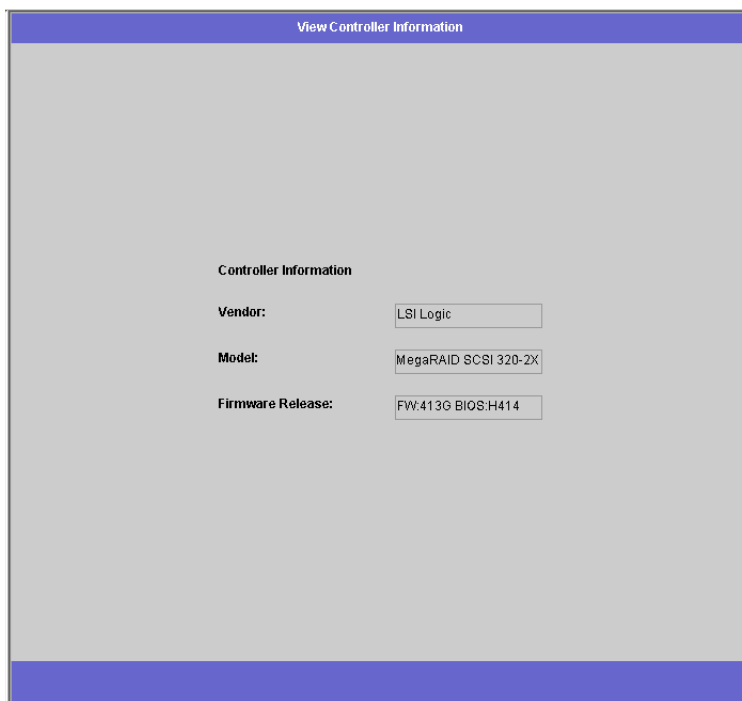 View Controller Information
Controller Information
Vendor: LSI Logic
Model: MegaRAID SCSI 320-2X
Firmware Release: FW:413G BIOS:H414